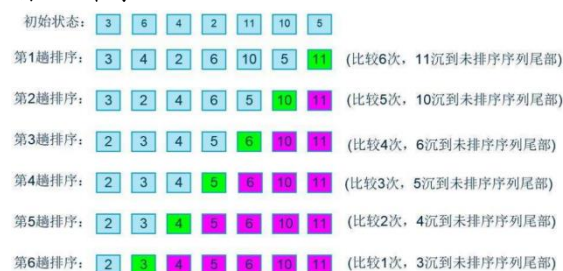 初始状态： 3 6 4 2 11 10 5
第1趟排序： 3 4 2 6 10 5 11 (比较6次，11沉到未排序序列尾部)
第2趟排序： 3 2 4 6 5 10 11 (比较5次，10沉到未排序序列尾部)
第3趟排序： 2 3 4 5 6 10 11 (比较4次，6沉到未排序序列尾部)
第4趟排序： 2 3 4 5 6 10 11 (比较3次，5沉到未排序序列尾部)
第5趟排序： 2 3 4 5 6 10 11 (比较2次，4沉到未排序序列尾部)
第6趟排序： 2 3 4 5 6 10 11 (比较1次，3沉到未排序序列尾部)